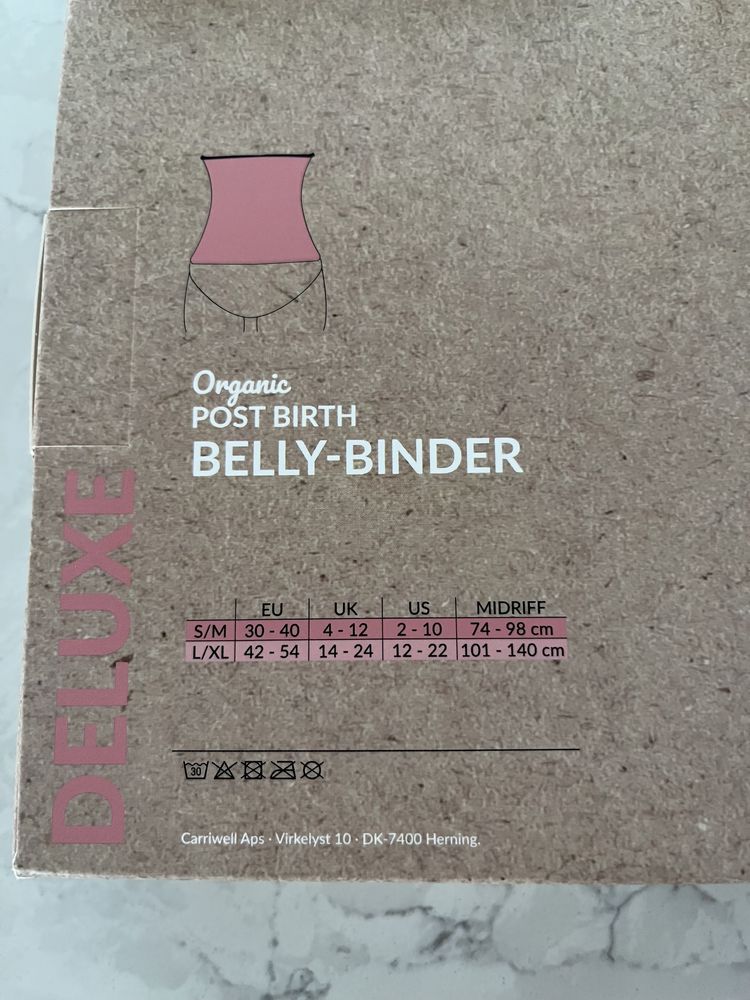 Organic
POST BIRTH
BELLY-BINDER
DELUXE
EU UK US MIDRIFF
S/M 30 - 40 4 - 12 2 - 10 74 - 98 cm
L/XL 42 - 54 14 - 24 12 - 22 101 - 140 cm
30
Carriwell Aps · Virkelyst 10 · DK-7400 Herning.